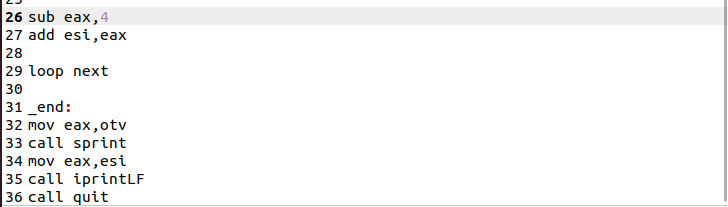 26 sub eax,4
27 add esi,eax
28
29 loop next
30
31 _end:
32 mov eax,otv
33 call sprint
34 mov eax,esi
35 call iprintLF
36 call quit